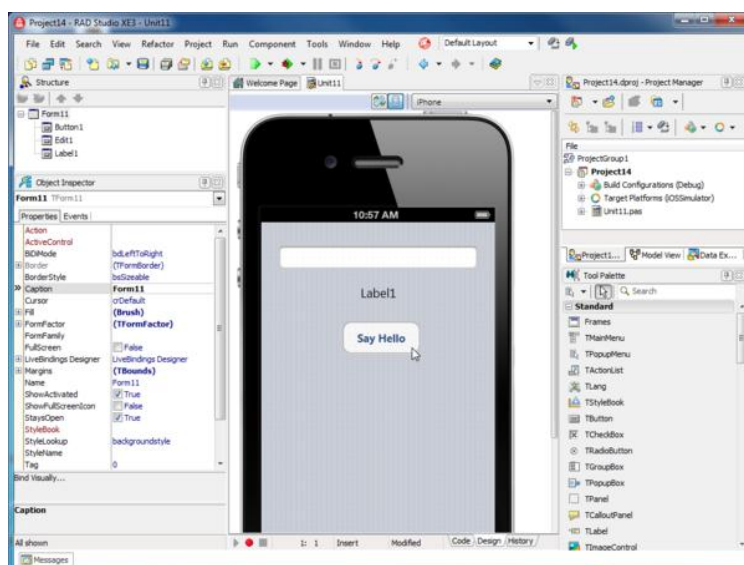 Project14 - RAD Studio XE3 - Unit11
File Edit Search View Refactor Project Run Component Tools Window Help
Default Layout
Structure
Form11
Button1
Edit1
Label1
Object Inspector
Form11 TForm11
Properties Events
Action
ActiveControl
BiDiMode bdLeftToRight
Border (TFormBorder)
BorderStyle bsSizeable
Caption Form11
Cursor crDefault
Fill (Brush)
FormFactor (TFormFactor)
FormFamily
FullScreen False
LiveBindings Designer LiveBindings Designer
Margins (TBounds)
Name Form11
ShowActivated True
ShowFullScreenIcon False
StaysOpen True
StyleBook
StyleLookup backgroundstyle
StyleName
Tag 0
Bind Visually...
Caption
All shown
Messages
Welcome Page Unit11
iPhone
10:57 AM
Label1
Say Hello
1: 1 Insert Modified Code Design History
Project14.dproj - Project Manager
File
ProjectGroup1
Project14
Build Configurations (Debug)
Target Platforms (iOSSimulator)
Unit11.pas
Project1... Model View Data Ex...
Tool Palette
Search
Standard
Frames
TMainMenu
TPopupMenu
TActionList
TLang
TStyleBook
TButton
TCheckBox
TRadioButton
TGroupBox
TPopupBox
TPanel
TCalloutPanel
TLabel
TImageControl